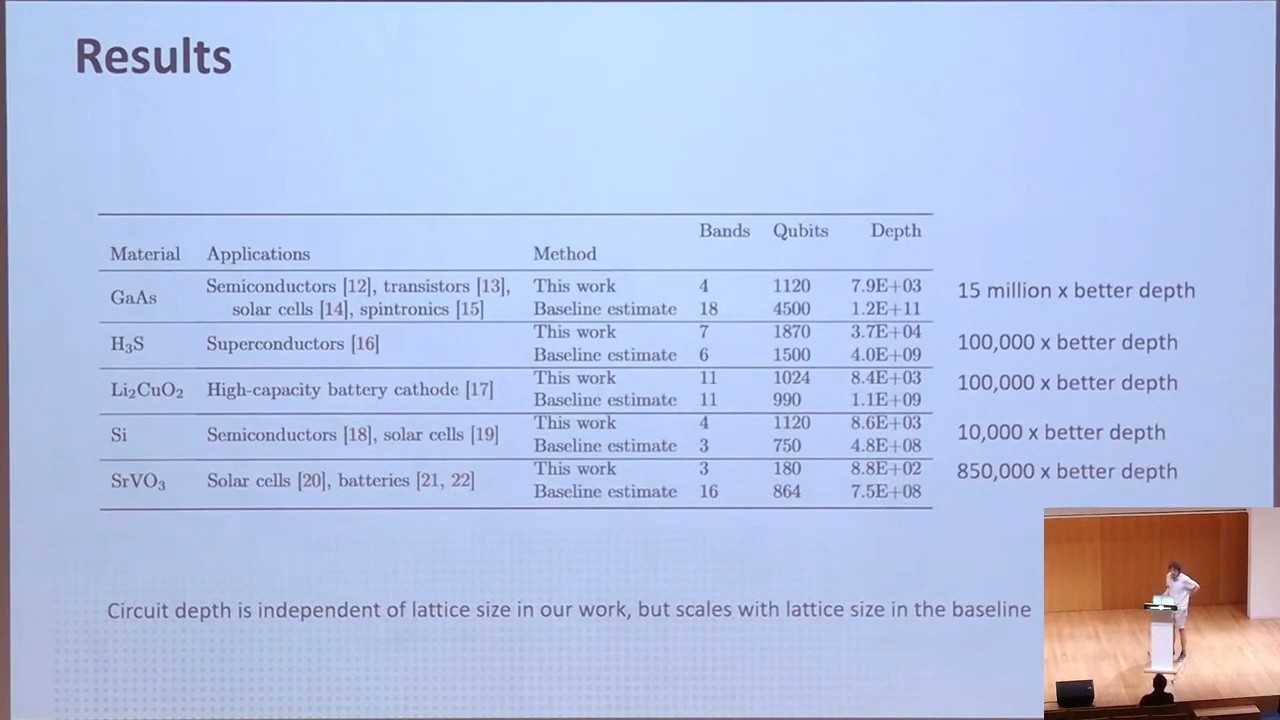 Results
Bands Qubits Depth
Material Applications Method
GaAs Semiconductors [12], transistors [13], This work 4 1120 7.9E+03 15 million x better depth
solar cells [14], spintronics [15] Baseline estimate 18 4500 1.2E+11
H₃S Superconductors [16] This work 7 1870 3.7E+04 100,000 x better depth
Baseline estimate 6 1500 4.0E+09
Li₂CuO₂ High-capacity battery cathode [17] This work 11 1024 8.4E+03 100,000 x better depth
Baseline estimate 11 990 1.1E+09
Si Semiconductors [18], solar cells [19] This work 4 1120 8.6E+03 10,000 x better depth
Baseline estimate 3 750 4.8E+08
SrVO₃ Solar cells [20], batteries [21, 22] This work 3 180 8.8E+02 850,000 x better depth
Baseline estimate 16 864 7.5E+08
Circuit depth is independent of lattice size in our work, but scales with lattice size in the baseline